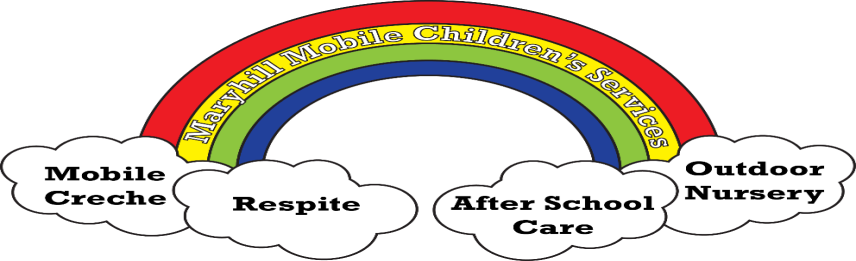 Maryhill Mobile Children's Services
Mobile
Creche
Respite
After School
Care
Outdoor
Nursery